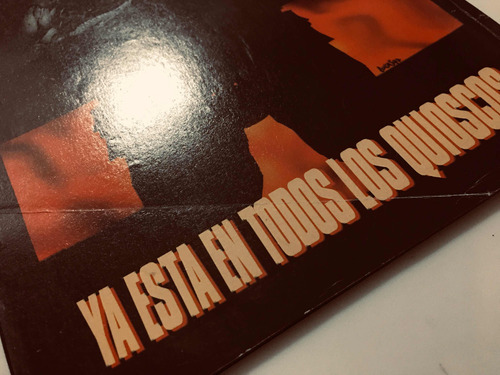 YA ESTA EN TODOS LOS QUIOSCOS